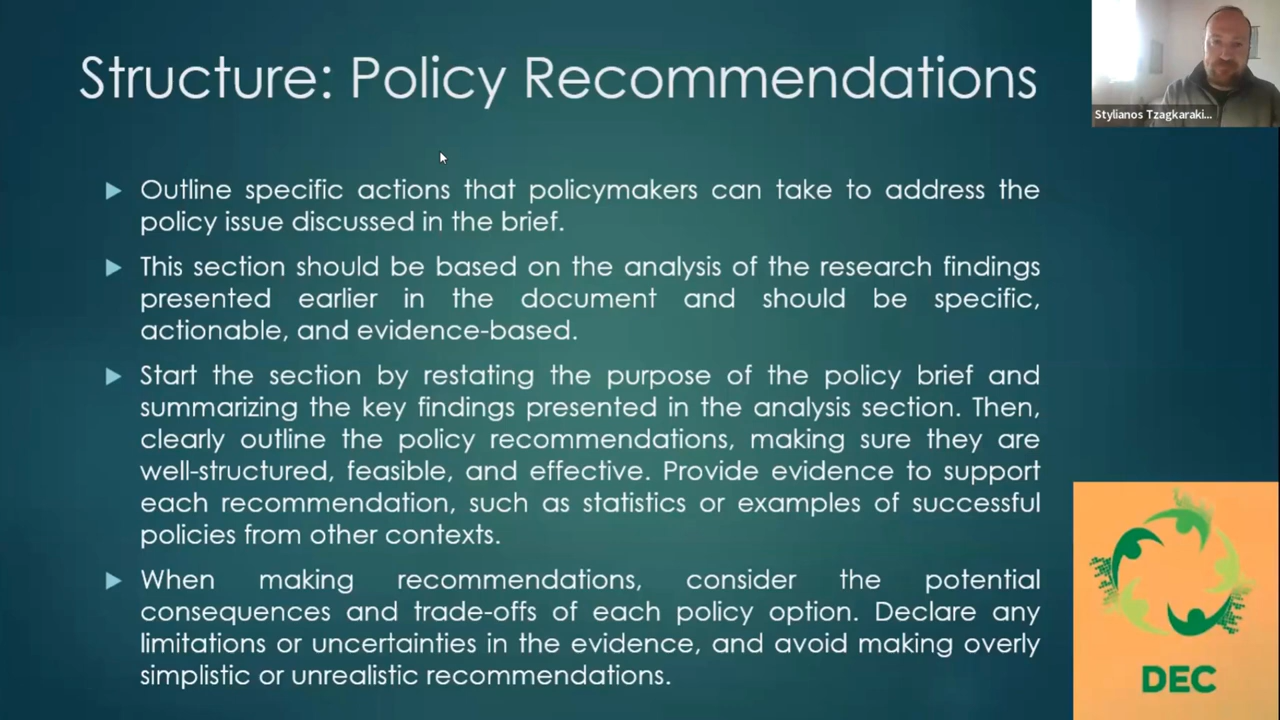 Structure: Policy Recommendations
Stylianos Tzagkaraki...
Outline specific actions that policymakers can take to address the
policy issue discussed in the brief.
This section should be based on the analysis of the research findings
presented earlier in the document and should be specific,
actionable, and evidence-based.
Start the section by restating the purpose of the policy brief and
summarizing the key findings presented in the analysis section. Then,
clearly outline the policy recommendations, making sure they are
well-structured, feasible, and effective. Provide evidence to support
each recommendation, such as statistics or examples of successful
policies from other contexts.
When making recommendations, consider the potential
consequences and trade-offs of each policy option. Declare any
limitations or uncertainties in the evidence, and avoid making overly
simplistic or unrealistic recommendations.
DEC